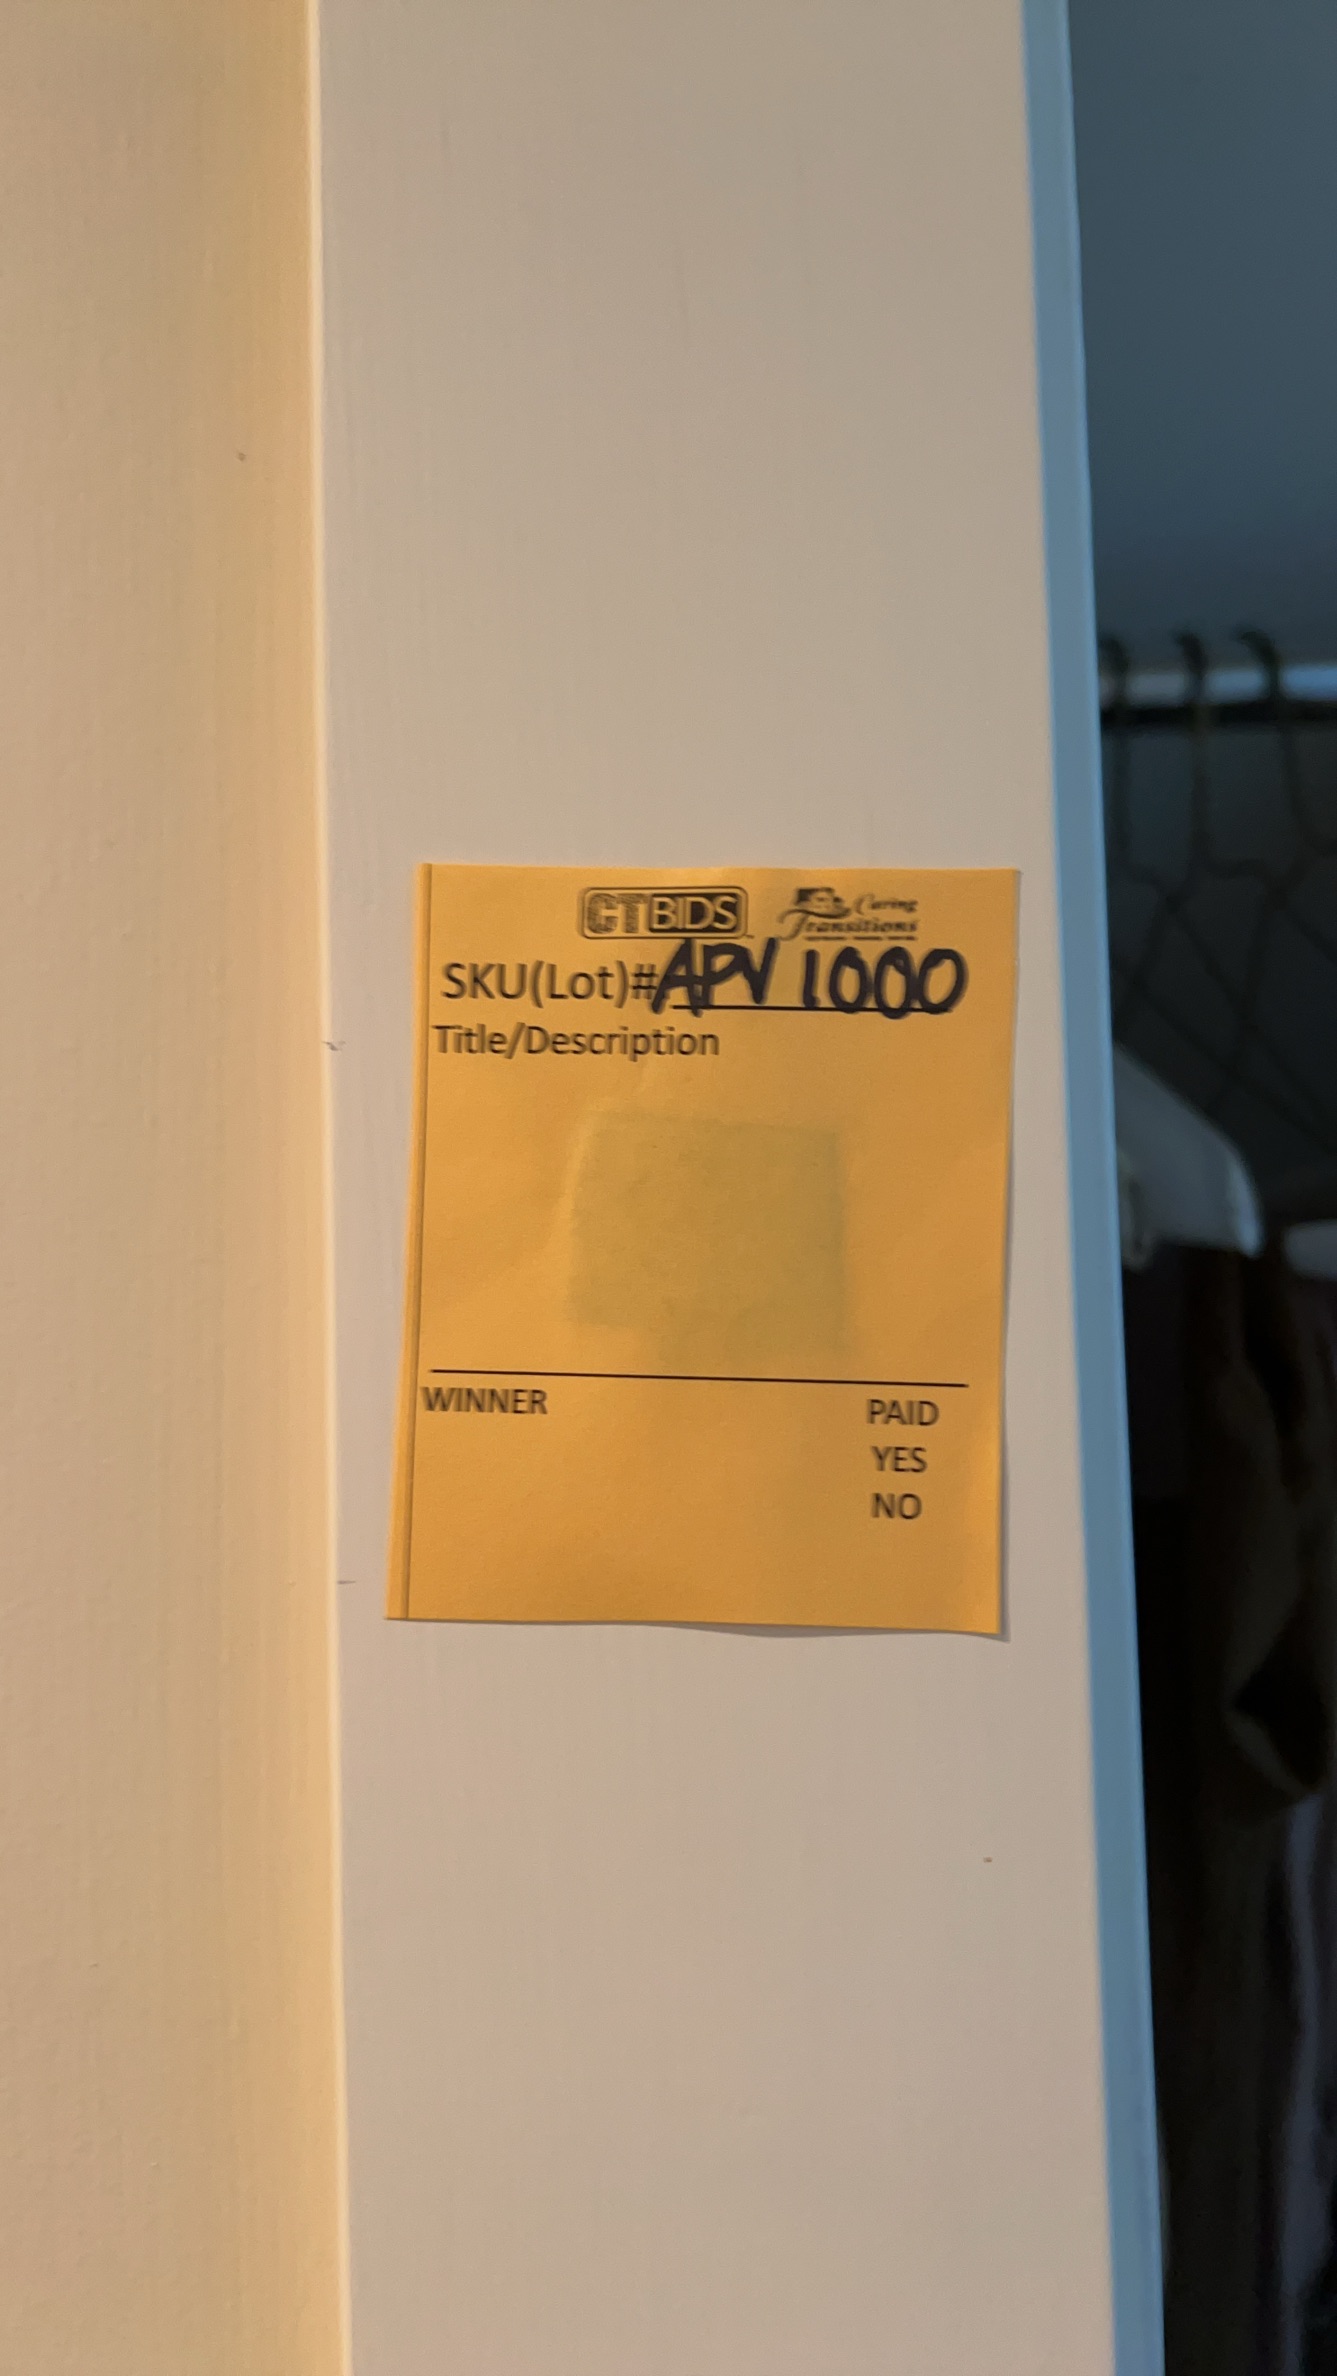 CTBIDS Caring
Transitions
SKU(Lot)# APV 1000
Title/Description
WINNER PAID
YES
NO